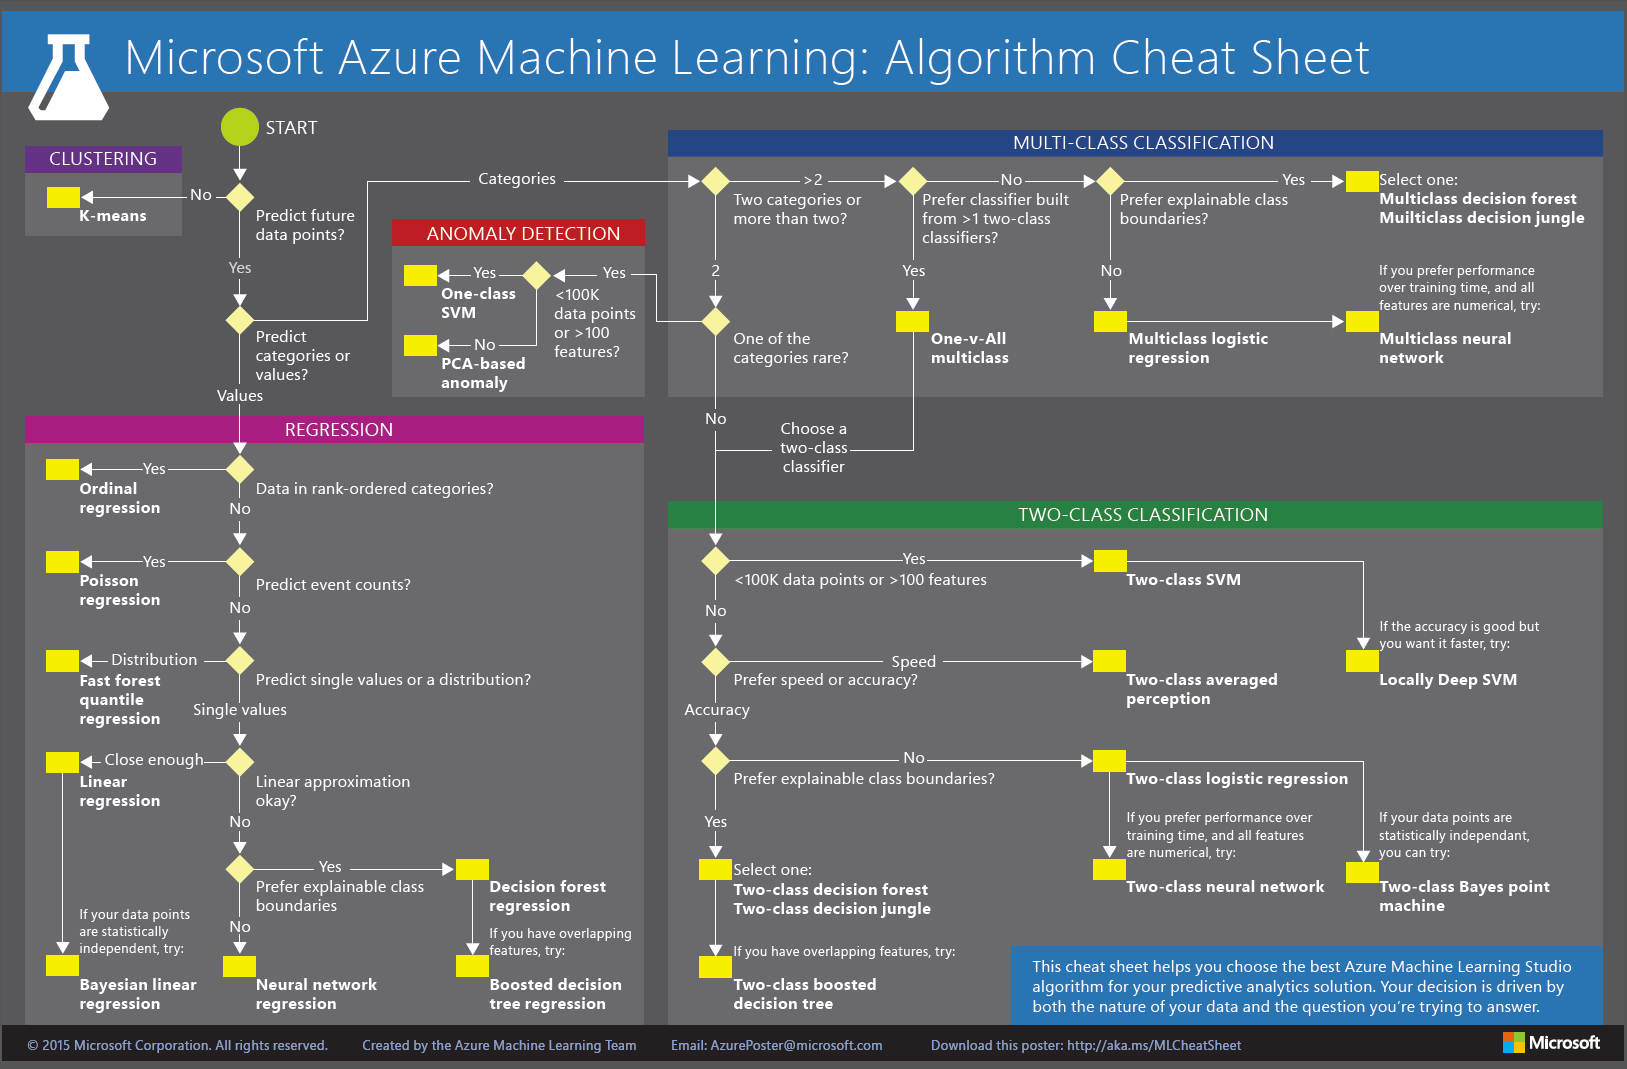 Microsoft Azure Machine Learning: Algorithm Cheat Sheet
START
CLUSTERING
No
K-means
Predict future
data points?
Yes
Predict
categories or
values?
Categories
Values
ANOMALY DETECTION
Yes
Yes
One-class
SVM
<100K
data points
or >100
features?
No
PCA-based
anomaly
MULTI-CLASS CLASSIFICATION
>2
No
Yes
Two categories or
more than two?
Prefer classifier built
from >1 two-class
classifiers?
Prefer explainable class
boundaries?
Select one:
Multiclass decision forest
Muilticlass decision jungle
2
Yes
No
If you prefer performance
over training time, and all
features are numerical, try:
One of the
categories rare?
One-v-All
multiclass
Multiclass logistic
regression
Multiclass neural
network
No
Choose a
two-class
classifier
REGRESSION
Yes
Ordinal
regression
Data in rank-ordered categories?
No
Yes
Poisson
regression
Predict event counts?
No
Distribution
Fast forest
quantile
regression
Predict single values or a distribution?
Single values
Close enough
Linear
regression
Linear approximation
okay?
No
Yes
Prefer explainable class
boundaries
Decision forest
regression
No
If your data points
are statistically
independent, try:
If you have overlapping
features, try:
Bayesian linear
regression
Neural network
regression
Boosted decision
tree regression
TWO-CLASS CLASSIFICATION
Yes
<100K data points or >100 features
Two-class SVM
No
If the accuracy is good but
you want it faster, try:
Locally Deep SVM
Speed
Prefer speed or accuracy?
Two-class averaged
perception
Accuracy
No
Prefer explainable class boundaries?
Two-class logistic regression
Yes
If you prefer performance over
training time, and all features
are numerical, try:
If your data points are
statistically independant,
you can try:
Select one:
Two-class decision forest
Two-class decision jungle
Two-class neural network
Two-class Bayes point
machine
If you have overlapping features, try:
Two-class boosted
decision tree
This cheat sheet helps you choose the best Azure Machine Learning Studio
algorithm for your predictive analytics solution. Your decision is driven by
both the nature of your data and the question you're trying to answer.
© 2015 Microsoft Corporation. All rights reserved.
Created by the Azure Machine Learning Team
Email: AzurePoster@microsoft.com
Download this poster: http://aka.ms/MLCheatSheet
Microsoft